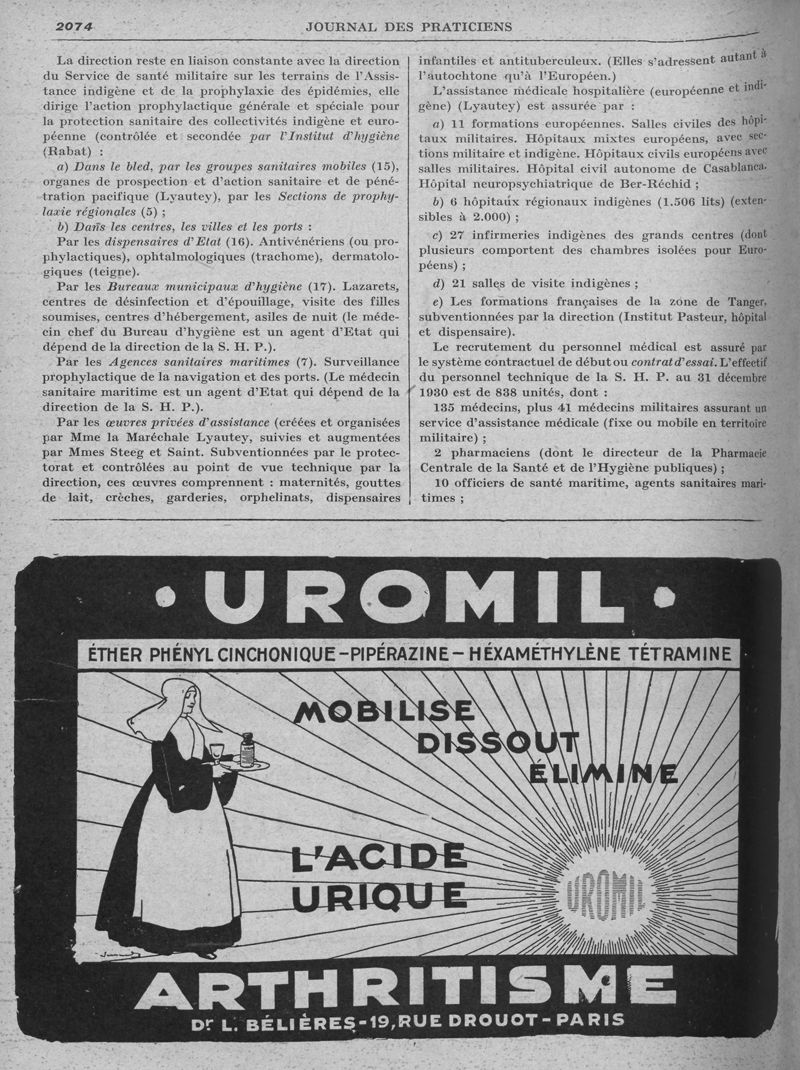 2074
JOURNAL DES PRATICIENS
La direction reste en liaison constante avec la direction
du Service de santé militaire sur les terrains de l'Assis-
tance indigène et de la prophylaxie des épidémies, elle
dirige l'action prophylactique générale et spéciale pour
la protection sanitaire des collectivités indigène et euro-
péenne (contrôlée et secondée par l'Institut d'hygiène
(Rabat) :
a) Dans le bled, par les groupes sanitaires mobiles (15),
organes de prospection et d'action sanitaire et de péné-
tration pacifique (Lyautey), par les Sections de prophy-
laxie régionales (5) ;
b) Dans les centres, les villes et les ports :
Par les dispensaires d'Etat (16). Antivénériens (ou pro-
phylactiques), ophtalmologiques (trachome), dermatolo-
giques (teigne).
Par les Bureaux municipaux d'hygiène (17). Lazarets,
centres de désinfection et d'épouillage, visite des filles
soumises, centres d'hébergement, asiles de nuit (le méde-
cin chef du Bureau d'hygiène est un agent d'Etat qui
dépend de la direction de la S. H. P.).
Par les Agences sanitaires maritimes (7). Surveillance
prophylactique de la navigation et des ports. (Le médecin
sanitaire maritime est un agent d'Etat qui dépend de la
direction de la S. H. P.).
Par les œuvres privées d'assistance (créées et organisées
par Mme la Maréchale Lyautey, suivies et augmentées
par Mmes Steeg et Saint. Subventionnées par le protec-
torat et contrôlées au point de vue technique par la
direction, ces œuvres comprennent : maternités, gouttes
de lait, crèches, garderies, orphelinats, dispensaires
infantiles et antituberculeux. (Elles s'adressent autant à
l'autochtone qu'à l'Européen.)
L'assistance médicale hospitalière (européenne et indi-
gène) (Lyautey) est assurée par :
a) 11 formations européennes. Salles civiles des hôpi-
taux militaires. Hôpitaux mixtes européens, avec sec-
tions militaire et indigène. Hôpitaux civils européens avec
salles militaires. Hôpital civil autonome de Casablanca.
Hôpital neuropsychiatrique de Ber-Réchid ;
b) 6 hôpitaux régionaux indigènes (1.506 lits) (exten-
sibles à 2.000) ;
c) 27 infirmeries indigènes des grands centres (dont
plusieurs comportent des chambres isolées pour Euro-
péens) ;
d) 21 salles de visite indigènes ;
e) Les formations françaises de la zone de Tanger,
subventionnées par la direction (Institut Pasteur, hôpital
et dispensaire).
Le recrutement du personnel médical est assuré par
le système contractuel de début ou contrat d'essai. L'effectif
du personnel technique de la S. H. P. au 31 décembre
1930 est de 838 unités, dont :
135 médecins, plus 41 médecins militaires assurant un
service d'assistance médicale (fixe ou mobile en territoire
militaire) ;
2 pharmaciens (dont le directeur de la Pharmacie
Centrale de la Santé et de l'Hygiène publiques) ;
10 officiers de santé maritime, agents sanitaires mari-
times ;
• UROMIL •
ÉTHER PHÉNYL CINCHONIQUE - PIPÉRAZINE - HÉXAMÉTHYLÈNE TÉTRAMINE
MOBILISE
DISSOUT
ÉLIMINE
L'ACIDE
URIQUE
UROMIL
ARTHRITISME
Dr L. BÉLIÈRES - 19, RUE DROUOT - PARIS